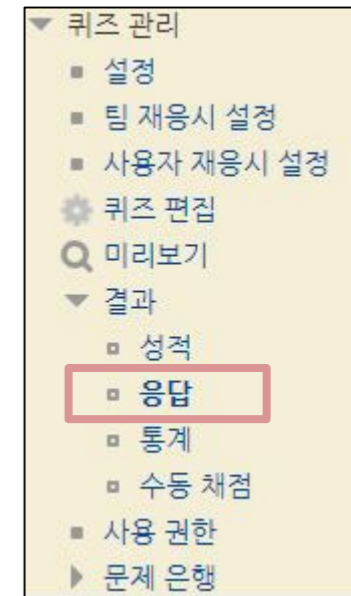 퀴즈 관리
설정
팀 재응시 설정
사용자 재응시 설정
퀴즈 편집
미리보기
결과
성적
응답
통계
수동 채점
사용 권한
문제 은행